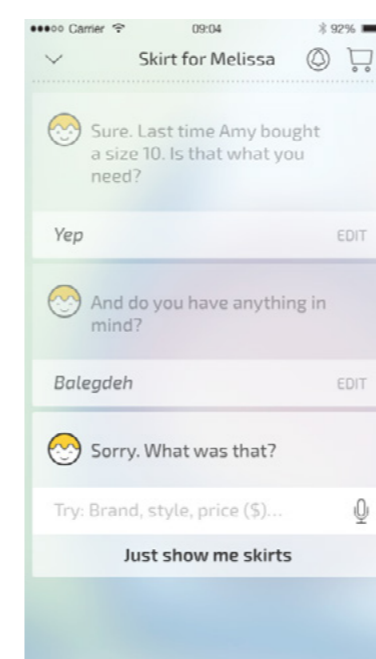 Carrier 09:04 92%
Skirt for Melissa
Sure. Last time Amy bought
a size 10. Is that what you
need?
Yep EDIT
And do you have anything in
mind?
Balegdeh EDIT
Sorry. What was that?
Try: Brand, style, price ($)...
Just show me skirts